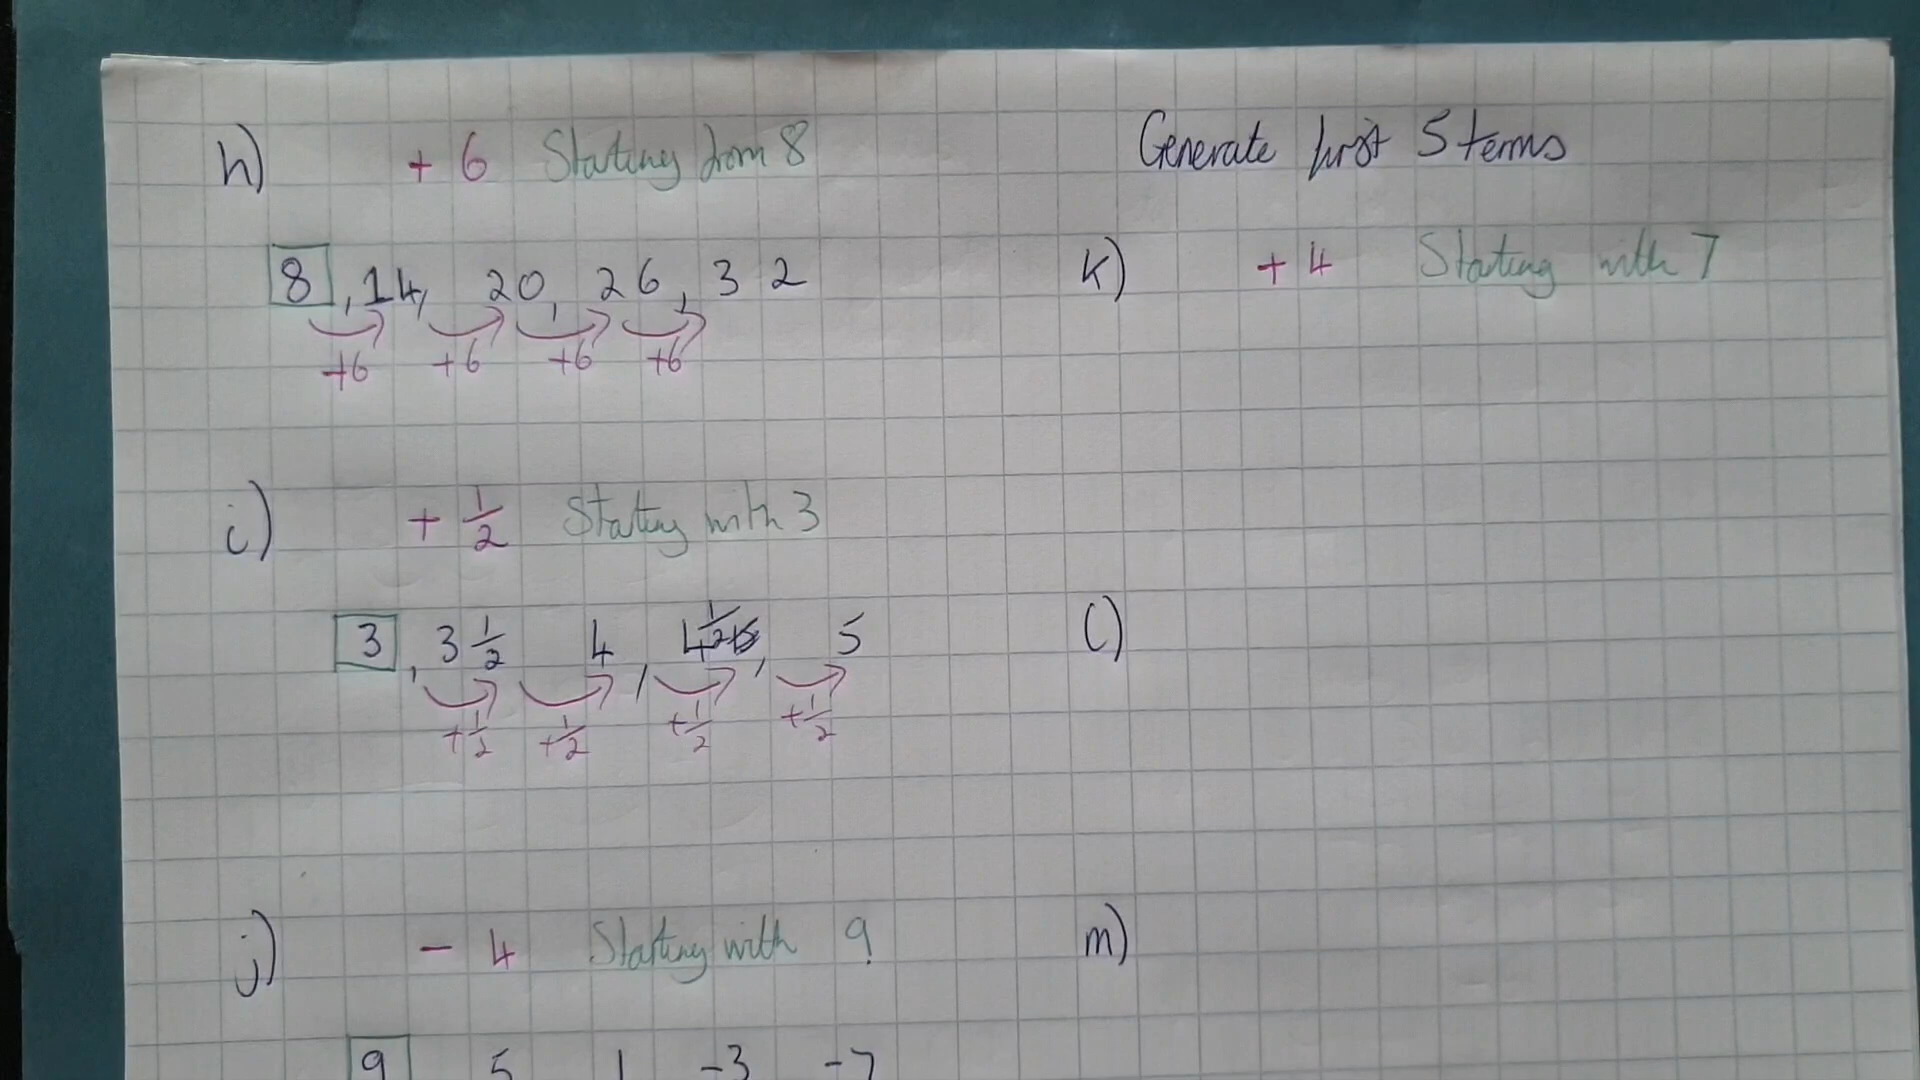 h) + 6 Starting from 8
8, 14, 20, 26, 32
+6 +6 +6 +6
i) + 1/2 Starting with 3
3, 3 1/2 4, 4 1/2, 5
+1/2 +1/2 +1/2 +1/2
j) - 4 Starting with 9
9 5 1 -3 -7
Generate first 5 terms
k) + 4 Starting with 7
l)
m)